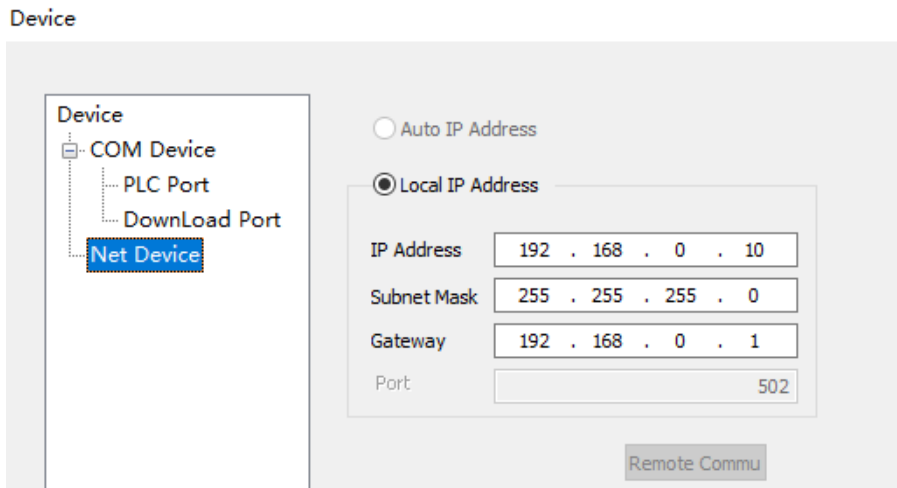 Device
Device
COM Device
PLC Port
DownLoad Port
Net Device
Auto IP Address
Local IP Address
IP Address 192 . 168 . 0 . 10
Subnet Mask 255 . 255 . 255 . 0
Gateway 192 . 168 . 0 . 1
Port 502
Remote Commu